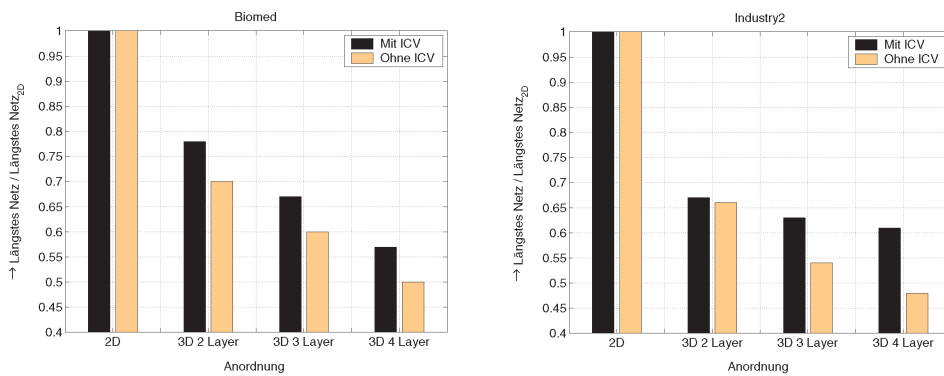 Biomed
1
0.95
0.9
0.85
0.8
0.75
0.7
0.65
0.6
0.55
0.5
0.45
0.4
→ Längstes Netz / Längstes Netz2D
Mit ICV
Ohne ICV
2D
3D 2 Layer
3D 3 Layer
3D 4 Layer
Anordnung
Industry2
1
0.95
0.9
0.85
0.8
0.75
0.7
0.65
0.6
0.55
0.5
0.45
0.4
→ Längstes Netz / Längstes Netz2D
Mit ICV
Ohne ICV
2D
3D 2 Layer
3D 3 Layer
3D 4 Layer
Anordnung